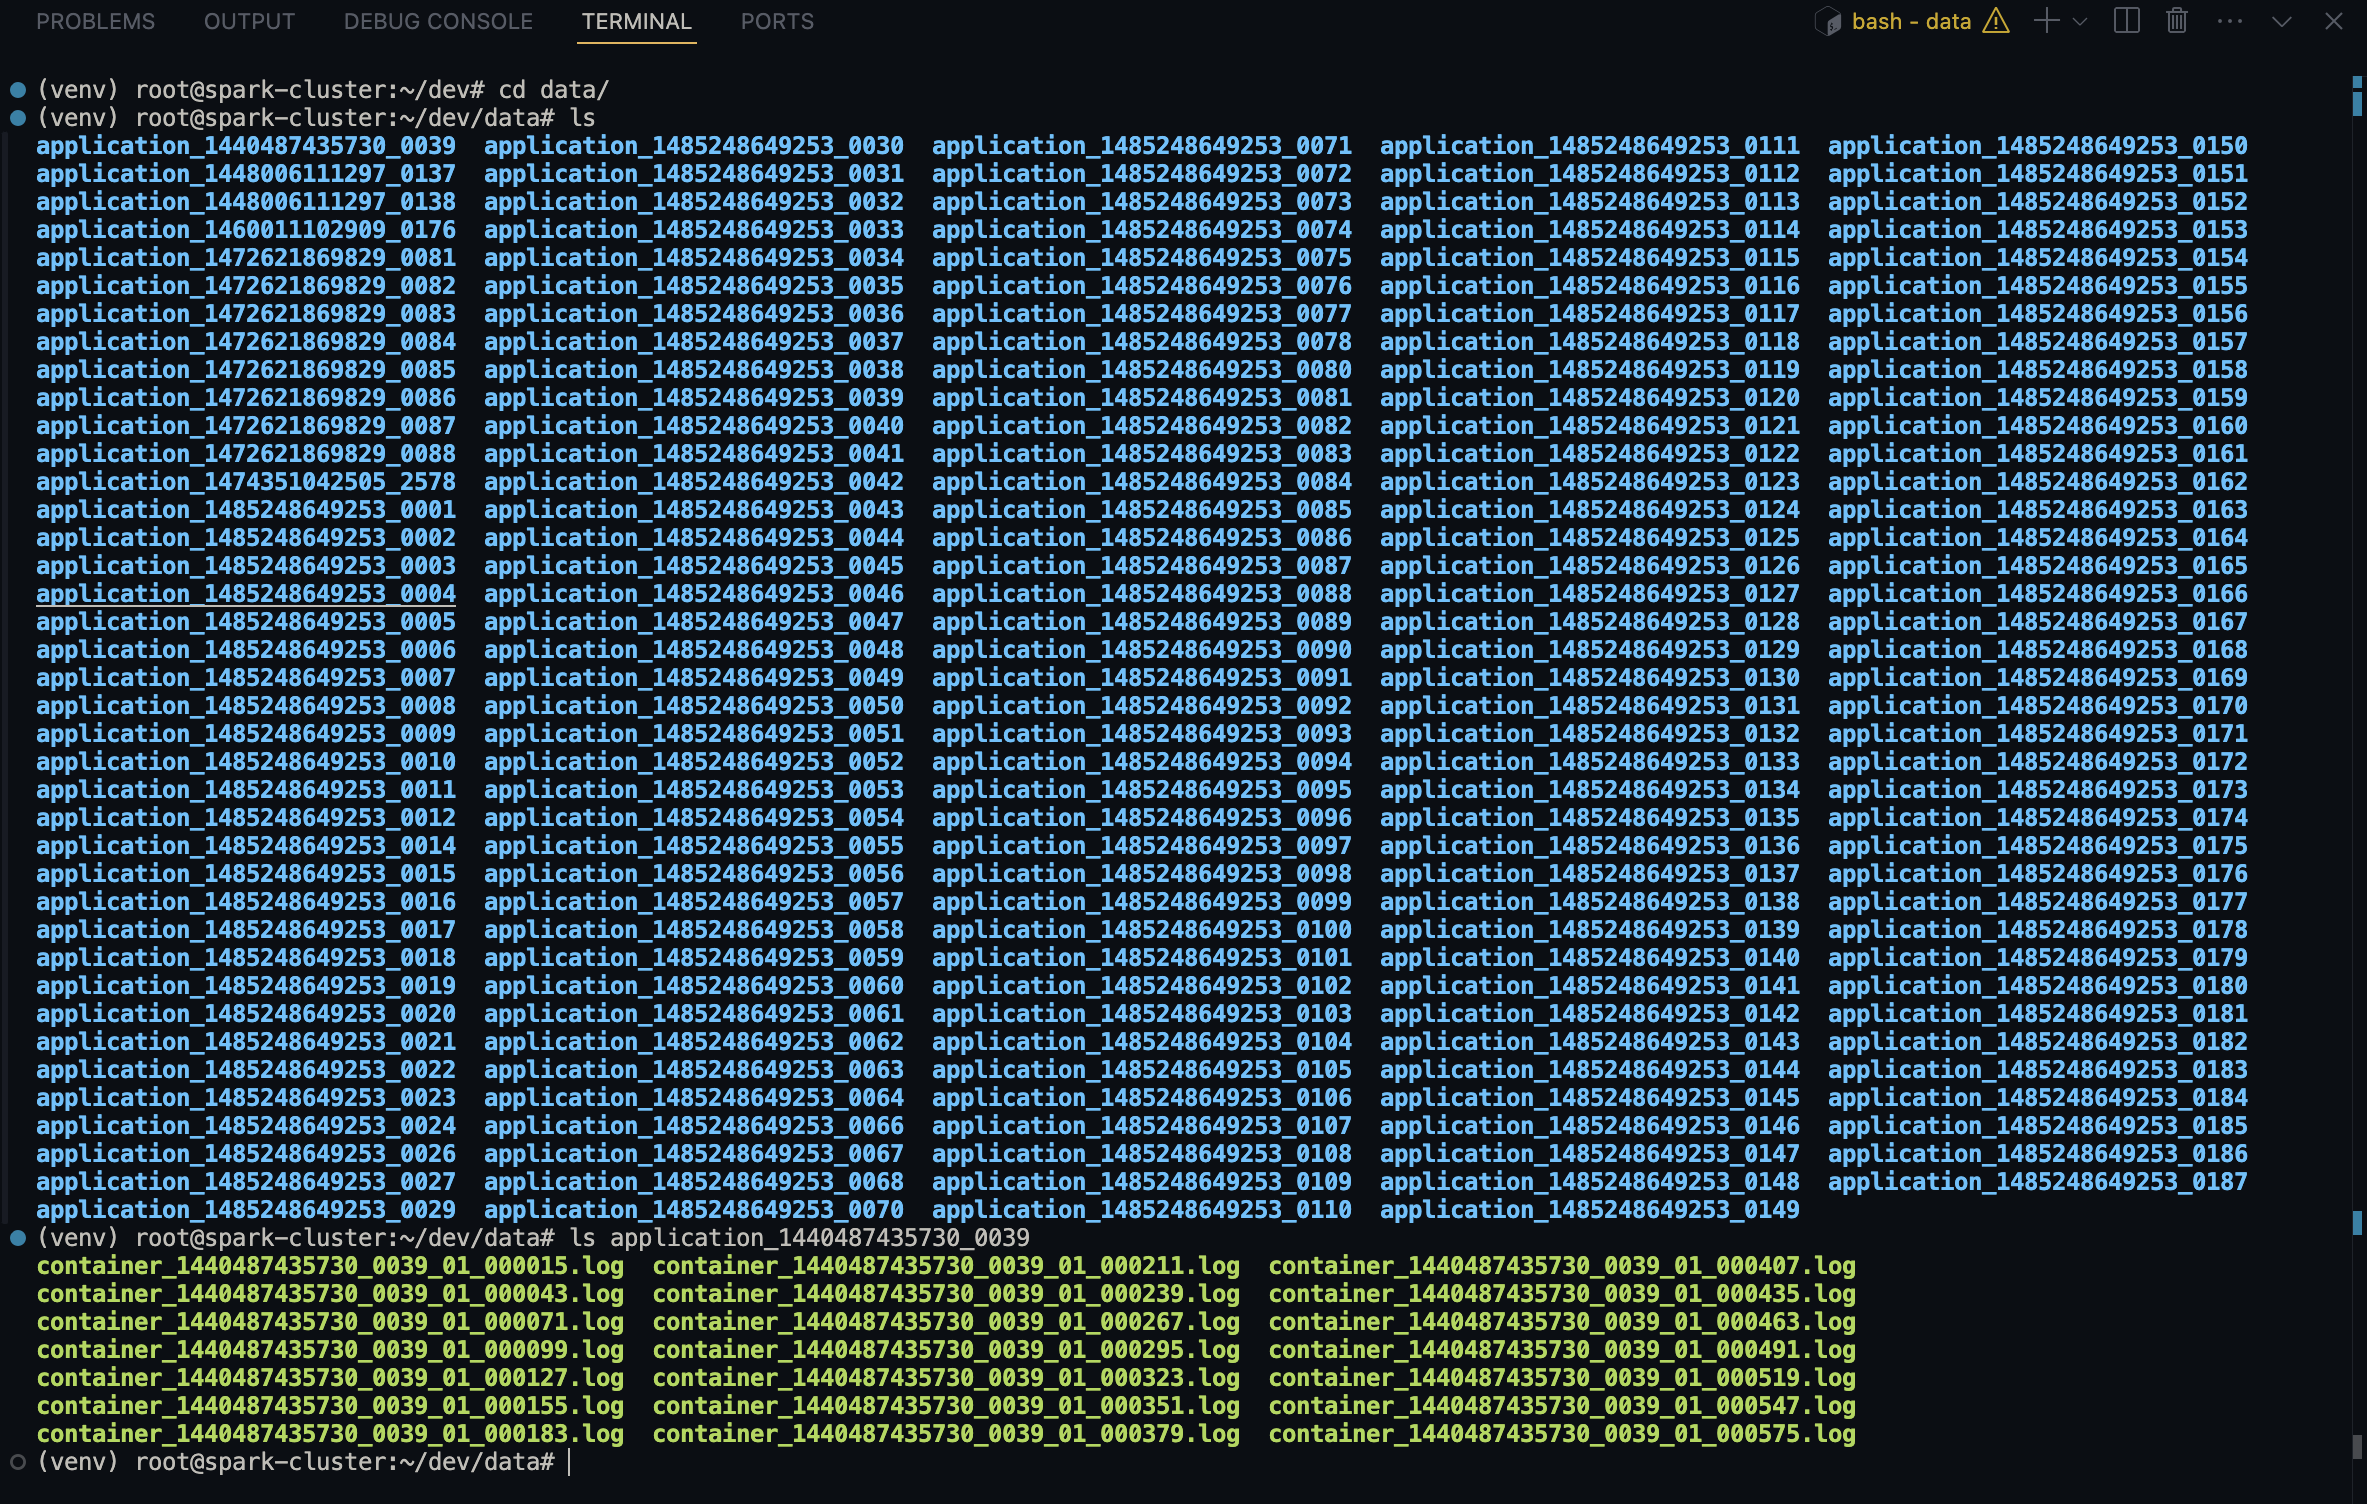 PROBLEMS OUTPUT DEBUG CONSOLE TERMINAL PORTS bash - data
(venv) root@spark-cluster:~/dev# cd data/
(venv) root@spark-cluster:~/dev/data# ls
application_1440487435730_0039 application_1485248649253_0030 application_1485248649253_0071 application_1485248649253_0111 application_1485248649253_0150
application_1448006111297_0137 application_1485248649253_0031 application_1485248649253_0072 application_1485248649253_0112 application_1485248649253_0151
application_1448006111297_0138 application_1485248649253_0032 application_1485248649253_0073 application_1485248649253_0113 application_1485248649253_0152
application_1460011102909_0176 application_1485248649253_0033 application_1485248649253_0074 application_1485248649253_0114 application_1485248649253_0153
application_1472621869829_0081 application_1485248649253_0034 application_1485248649253_0075 application_1485248649253_0115 application_1485248649253_0154
application_1472621869829_0082 application_1485248649253_0035 application_1485248649253_0076 application_1485248649253_0116 application_1485248649253_0155
application_1472621869829_0083 application_1485248649253_0036 application_1485248649253_0077 application_1485248649253_0117 application_1485248649253_0156
application_1472621869829_0084 application_1485248649253_0037 application_1485248649253_0078 application_1485248649253_0118 application_1485248649253_0157
application_1472621869829_0085 application_1485248649253_0038 application_1485248649253_0080 application_1485248649253_0119 application_1485248649253_0158
application_1472621869829_0086 application_1485248649253_0039 application_1485248649253_0081 application_1485248649253_0120 application_1485248649253_0159
application_1472621869829_0087 application_1485248649253_0040 application_1485248649253_0082 application_1485248649253_0121 application_1485248649253_0160
application_1472621869829_0088 application_1485248649253_0041 application_1485248649253_0083 application_1485248649253_0122 application_1485248649253_0161
application_1474351042505_2578 application_1485248649253_0042 application_1485248649253_0084 application_1485248649253_0123 application_1485248649253_0162
application_1485248649253_0001 application_1485248649253_0043 application_1485248649253_0085 application_1485248649253_0124 application_1485248649253_0163
application_1485248649253_0002 application_1485248649253_0044 application_1485248649253_0086 application_1485248649253_0125 application_1485248649253_0164
application_1485248649253_0003 application_1485248649253_0045 application_1485248649253_0087 application_1485248649253_0126 application_1485248649253_0165
application_1485248649253_0004 application_1485248649253_0046 application_1485248649253_0088 application_1485248649253_0127 application_1485248649253_0166
application_1485248649253_0005 application_1485248649253_0047 application_1485248649253_0089 application_1485248649253_0128 application_1485248649253_0167
application_1485248649253_0006 application_1485248649253_0048 application_1485248649253_0090 application_1485248649253_0129 application_1485248649253_0168
application_1485248649253_0007 application_1485248649253_0049 application_1485248649253_0091 application_1485248649253_0130 application_1485248649253_0169
application_1485248649253_0008 application_1485248649253_0050 application_1485248649253_0092 application_1485248649253_0131 application_1485248649253_0170
application_1485248649253_0009 application_1485248649253_0051 application_1485248649253_0093 application_1485248649253_0132 application_1485248649253_0171
application_1485248649253_0010 application_1485248649253_0052 application_1485248649253_0094 application_1485248649253_0133 application_1485248649253_0172
application_1485248649253_0011 application_1485248649253_0053 application_1485248649253_0095 application_1485248649253_0134 application_1485248649253_0173
application_1485248649253_0012 application_1485248649253_0054 application_1485248649253_0096 application_1485248649253_0135 application_1485248649253_0174
application_1485248649253_0014 application_1485248649253_0055 application_1485248649253_0097 application_1485248649253_0136 application_1485248649253_0175
application_1485248649253_0015 application_1485248649253_0056 application_1485248649253_0098 application_1485248649253_0137 application_1485248649253_0176
application_1485248649253_0016 application_1485248649253_0057 application_1485248649253_0099 application_1485248649253_0138 application_1485248649253_0177
application_1485248649253_0017 application_1485248649253_0058 application_1485248649253_0100 application_1485248649253_0139 application_1485248649253_0178
application_1485248649253_0018 application_1485248649253_0059 application_1485248649253_0101 application_1485248649253_0140 application_1485248649253_0179
application_1485248649253_0019 application_1485248649253_0060 application_1485248649253_0102 application_1485248649253_0141 application_1485248649253_0180
application_1485248649253_0020 application_1485248649253_0061 application_1485248649253_0103 application_1485248649253_0142 application_1485248649253_0181
application_1485248649253_0021 application_1485248649253_0062 application_1485248649253_0104 application_1485248649253_0143 application_1485248649253_0182
application_1485248649253_0022 application_1485248649253_0063 application_1485248649253_0105 application_1485248649253_0144 application_1485248649253_0183
application_1485248649253_0023 application_1485248649253_0064 application_1485248649253_0106 application_1485248649253_0145 application_1485248649253_0184
application_1485248649253_0024 application_1485248649253_0066 application_1485248649253_0107 application_1485248649253_0146 application_1485248649253_0185
application_1485248649253_0026 application_1485248649253_0067 application_1485248649253_0108 application_1485248649253_0147 application_1485248649253_0186
application_1485248649253_0027 application_1485248649253_0068 application_1485248649253_0109 application_1485248649253_0148 application_1485248649253_0187
application_1485248649253_0029 application_1485248649253_0070 application_1485248649253_0110 application_1485248649253_0149
(venv) root@spark-cluster:~/dev/data# ls application_1440487435730_0039
container_1440487435730_0039_01_000015.log container_1440487435730_0039_01_000211.log container_1440487435730_0039_01_000407.log
container_1440487435730_0039_01_000043.log container_1440487435730_0039_01_000239.log container_1440487435730_0039_01_000435.log
container_1440487435730_0039_01_000071.log container_1440487435730_0039_01_000267.log container_1440487435730_0039_01_000463.log
container_1440487435730_0039_01_000099.log container_1440487435730_0039_01_000295.log container_1440487435730_0039_01_000491.log
container_1440487435730_0039_01_000127.log container_1440487435730_0039_01_000323.log container_1440487435730_0039_01_000519.log
container_1440487435730_0039_01_000155.log container_1440487435730_0039_01_000351.log container_1440487435730_0039_01_000547.log
container_1440487435730_0039_01_000183.log container_1440487435730_0039_01_000379.log container_1440487435730_0039_01_000575.log
(venv) root@spark-cluster:~/dev/data#